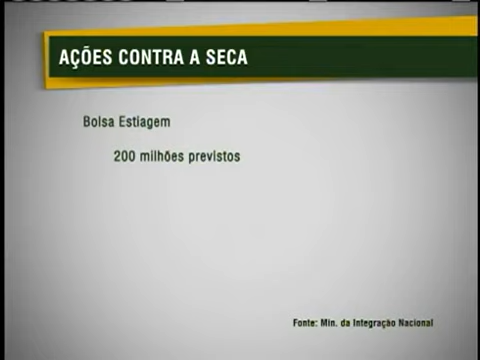 AÇÕES CONTRA A SECA
Bolsa Estiagem
200 milhões previstos
Fonte: Min. da Integração Nacional